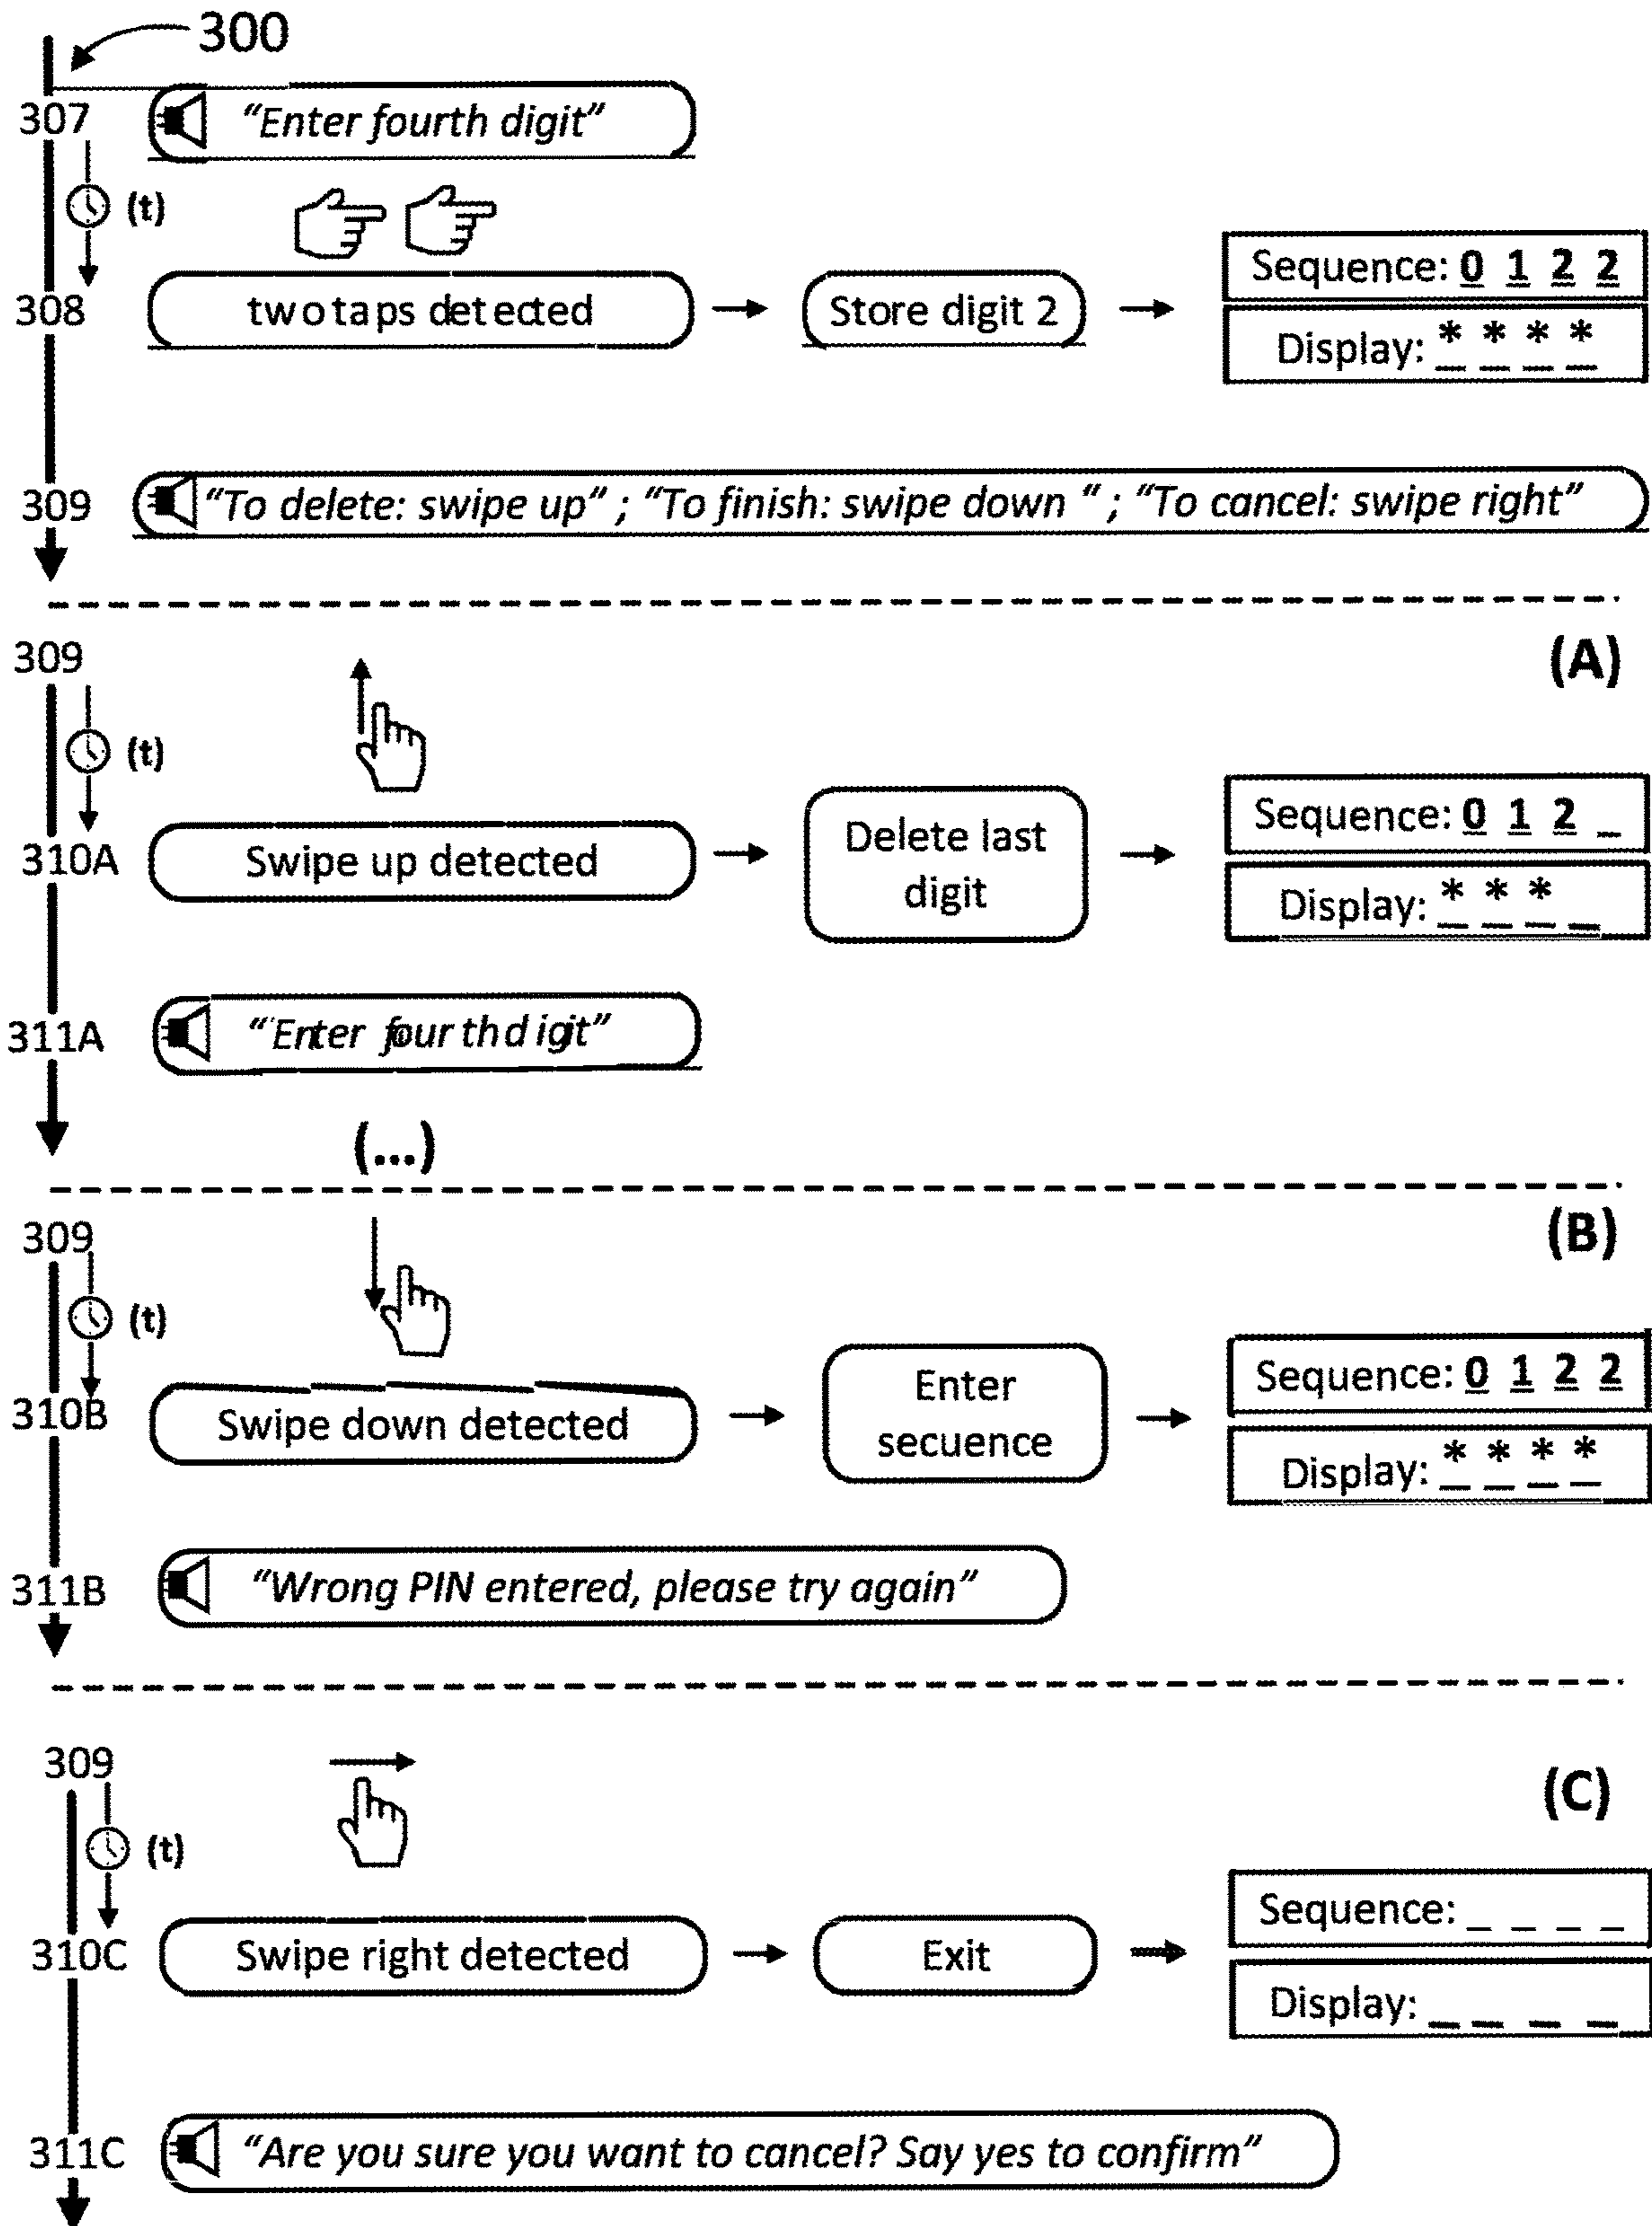 300
307 “Enter fourth digit”
(t)
308 two taps detected Store digit 2 Sequence: 0 1 2 2
Display: * * * *
309 “To delete: swipe up” ; “To finish: swipe down “ ; “To cancel: swipe right”
309 (A)
(t)
310A Swipe up detected Delete last digit Sequence: 0 1 2 _
Display: * * * _
311A “Enter fourth digit”
(...)
309 (B)
(t)
310B Swipe down detected Enter secuence Sequence: 0 1 2 2
Display: * * * *
311B “Wrong PIN entered, please try again”
309 (C)
(t)
310C Swipe right detected Exit Sequence: _ _ _ _
Display: _ _ _ _
311C “Are you sure you want to cancel? Say yes to confirm”